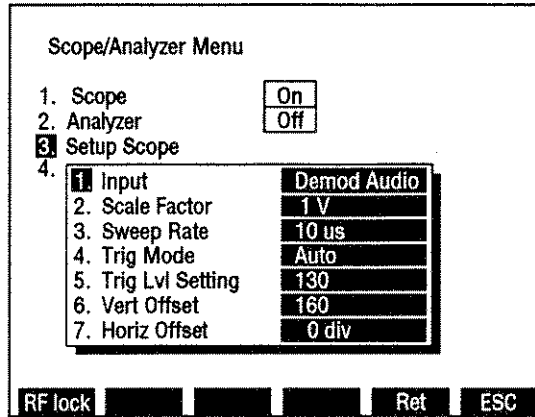 Scope/Analyzer Menu
1. Scope On
2. Analyzer Off
3. Setup Scope
4.
1. Input Demod Audio
2. Scale Factor 1 V
3. Sweep Rate 10 us
4. Trig Mode Auto
5. Trig Lvl Setting 130
6. Vert Offset 160
7. Horiz Offset 0 div
RF lock Ret ESC